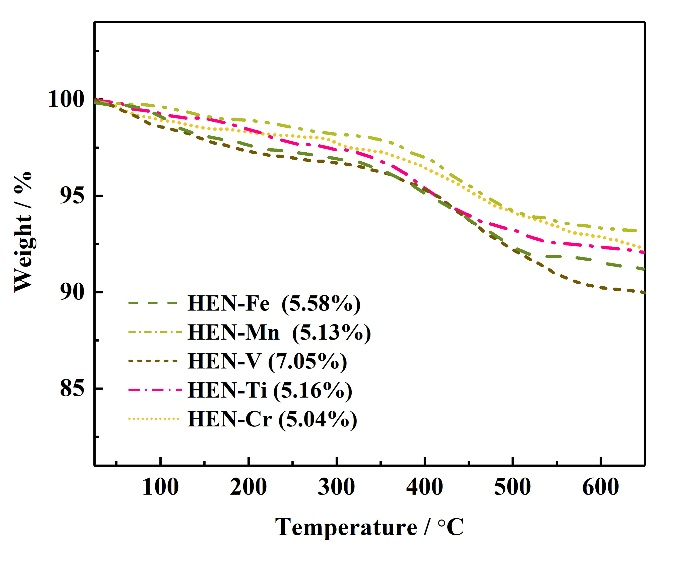 Weight / %
100
95
90
85
HEN-Fe (5.58%)
HEN-Mn (5.13%)
HEN-V (7.05%)
HEN-Ti (5.16%)
HEN-Cr (5.04%)
100 200 300 400 500 600
Temperature / °C